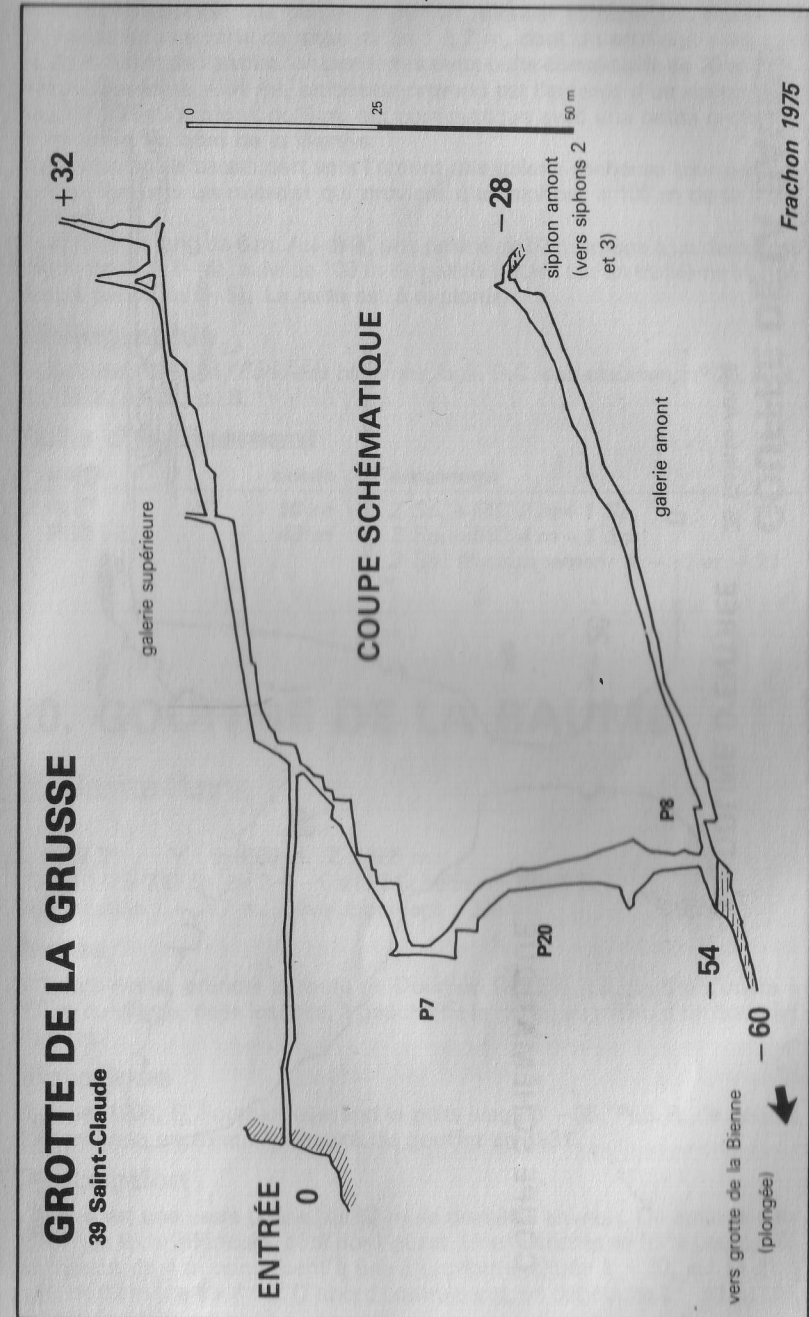 GROTTE DE LA GRUSSE
39 Saint-Claude
0
25
50 m
+ 32
galerie supérieure
ENTRÉE
0
COUPE SCHÉMATIQUE
P7
P20
P8
– 28
siphon amont
(vers siphons 2
et 3)
galerie amont
– 54
– 60
vers grotte de la Bienne
(plongée)
Frachon 1975